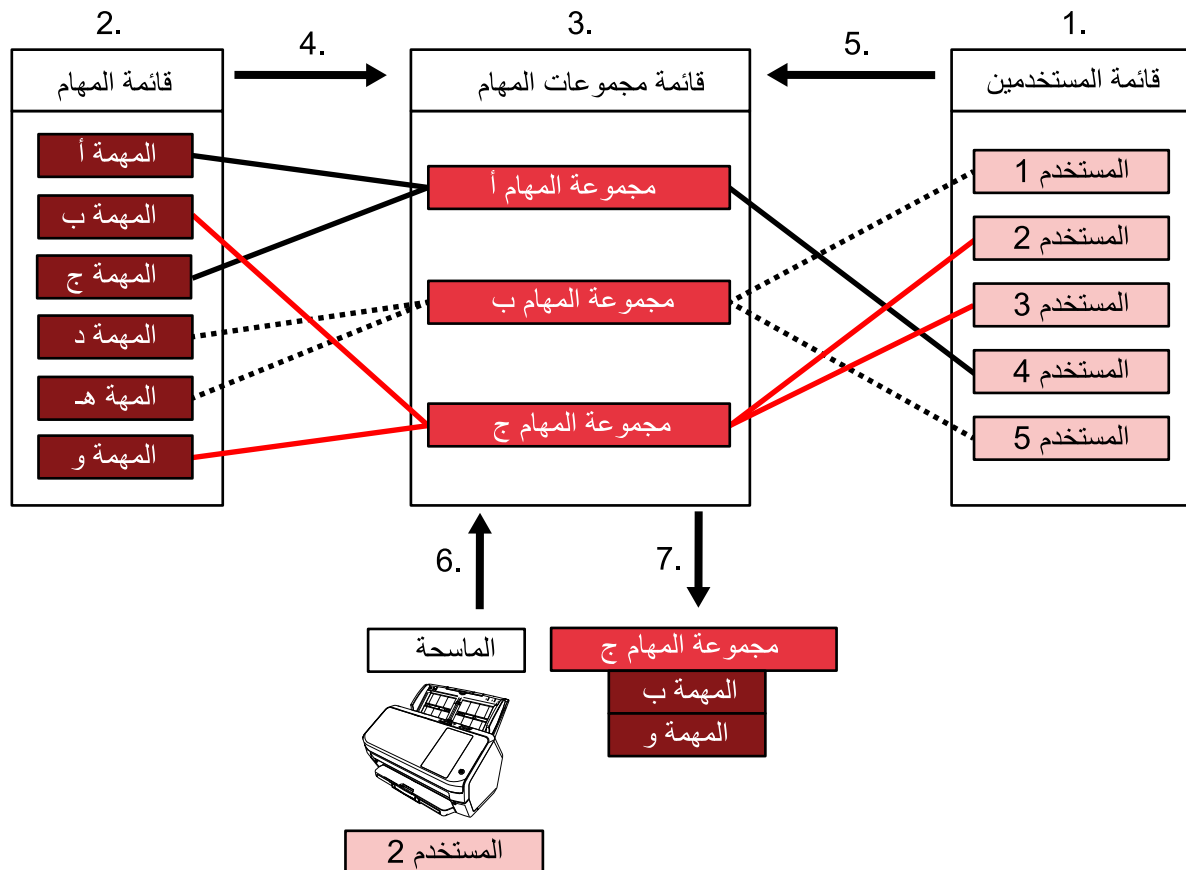 2.
3.
1.
4.
5.
قائمة المهام
قائمة مجموعات المهام
قائمة المستخدمين
المهمة أ
المهمة ب
المهمة ج
المهمة د
المهة هـ
المهمة و
مجموعة المهام أ
مجموعة المهام ب
مجموعة المهام ج
المستخدم 1
المستخدم 2
المستخدم 3
المستخدم 4
المستخدم 5
6.
7.
الماسحة
المستخدم 2
مجموعة المهام ج
المهمة ب
المهمة و